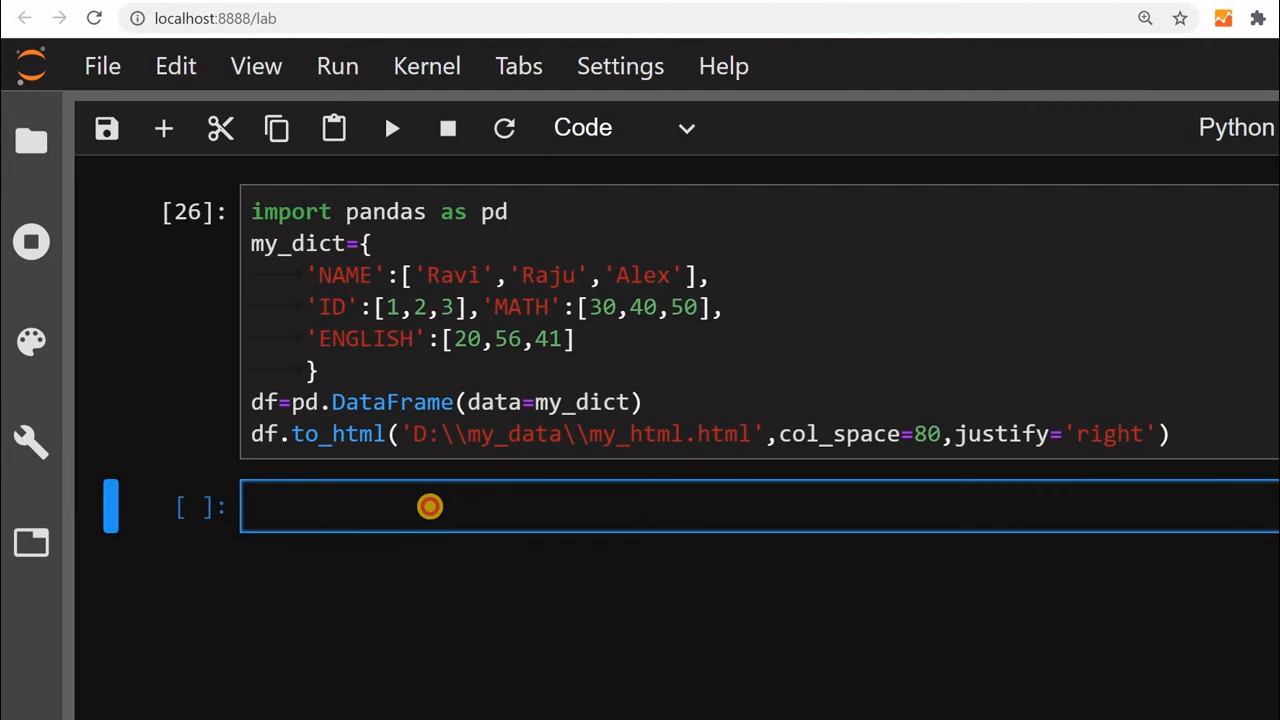 localhost:8888/lab
File Edit View Run Kernel Tabs Settings Help
Code
Python
[26]:
import pandas as pd
my_dict={
'NAME':['Ravi','Raju','Alex'],
'ID':[1,2,3],'MATH':[30,40,50],
'ENGLISH':[20,56,41]
}
df=pd.DataFrame(data=my_dict)
df.to_html('D:\\my_data\\my_html.html',col_space=80,justify='right')
[ ]: